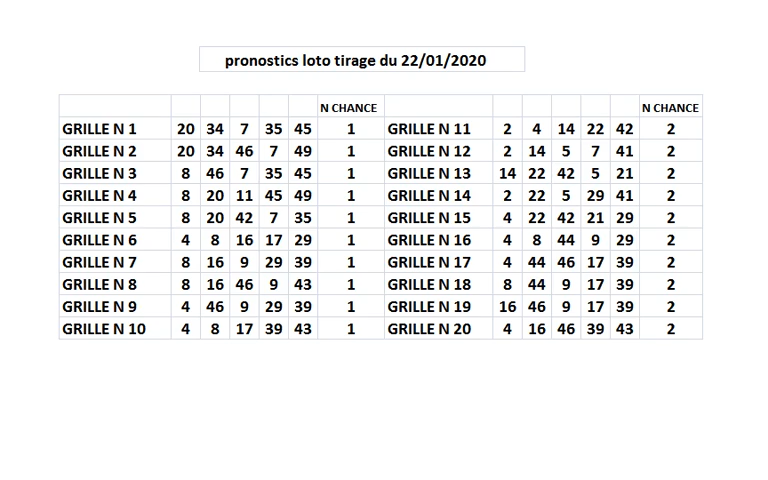 pronostics loto tirage du 22/01/2020
N CHANCE N CHANCE
GRILLE N 1 20 34 7 35 45 1 GRILLE N 11 2 4 14 22 42 2
GRILLE N 2 20 34 46 7 49 1 GRILLE N 12 2 14 5 7 41 2
GRILLE N 3 8 46 7 35 45 1 GRILLE N 13 14 22 42 5 21 2
GRILLE N 4 8 20 11 45 49 1 GRILLE N 14 2 22 5 29 41 2
GRILLE N 5 8 20 42 7 35 1 GRILLE N 15 4 22 42 21 29 2
GRILLE N 6 4 8 16 17 29 1 GRILLE N 16 4 8 44 9 29 2
GRILLE N 7 8 16 9 29 39 1 GRILLE N 17 4 44 46 17 39 2
GRILLE N 8 8 16 46 9 43 1 GRILLE N 18 8 44 9 17 39 2
GRILLE N 9 4 46 9 29 39 1 GRILLE N 19 16 46 9 17 39 2
GRILLE N 10 4 8 17 39 43 1 GRILLE N 20 4 16 46 39 43 2